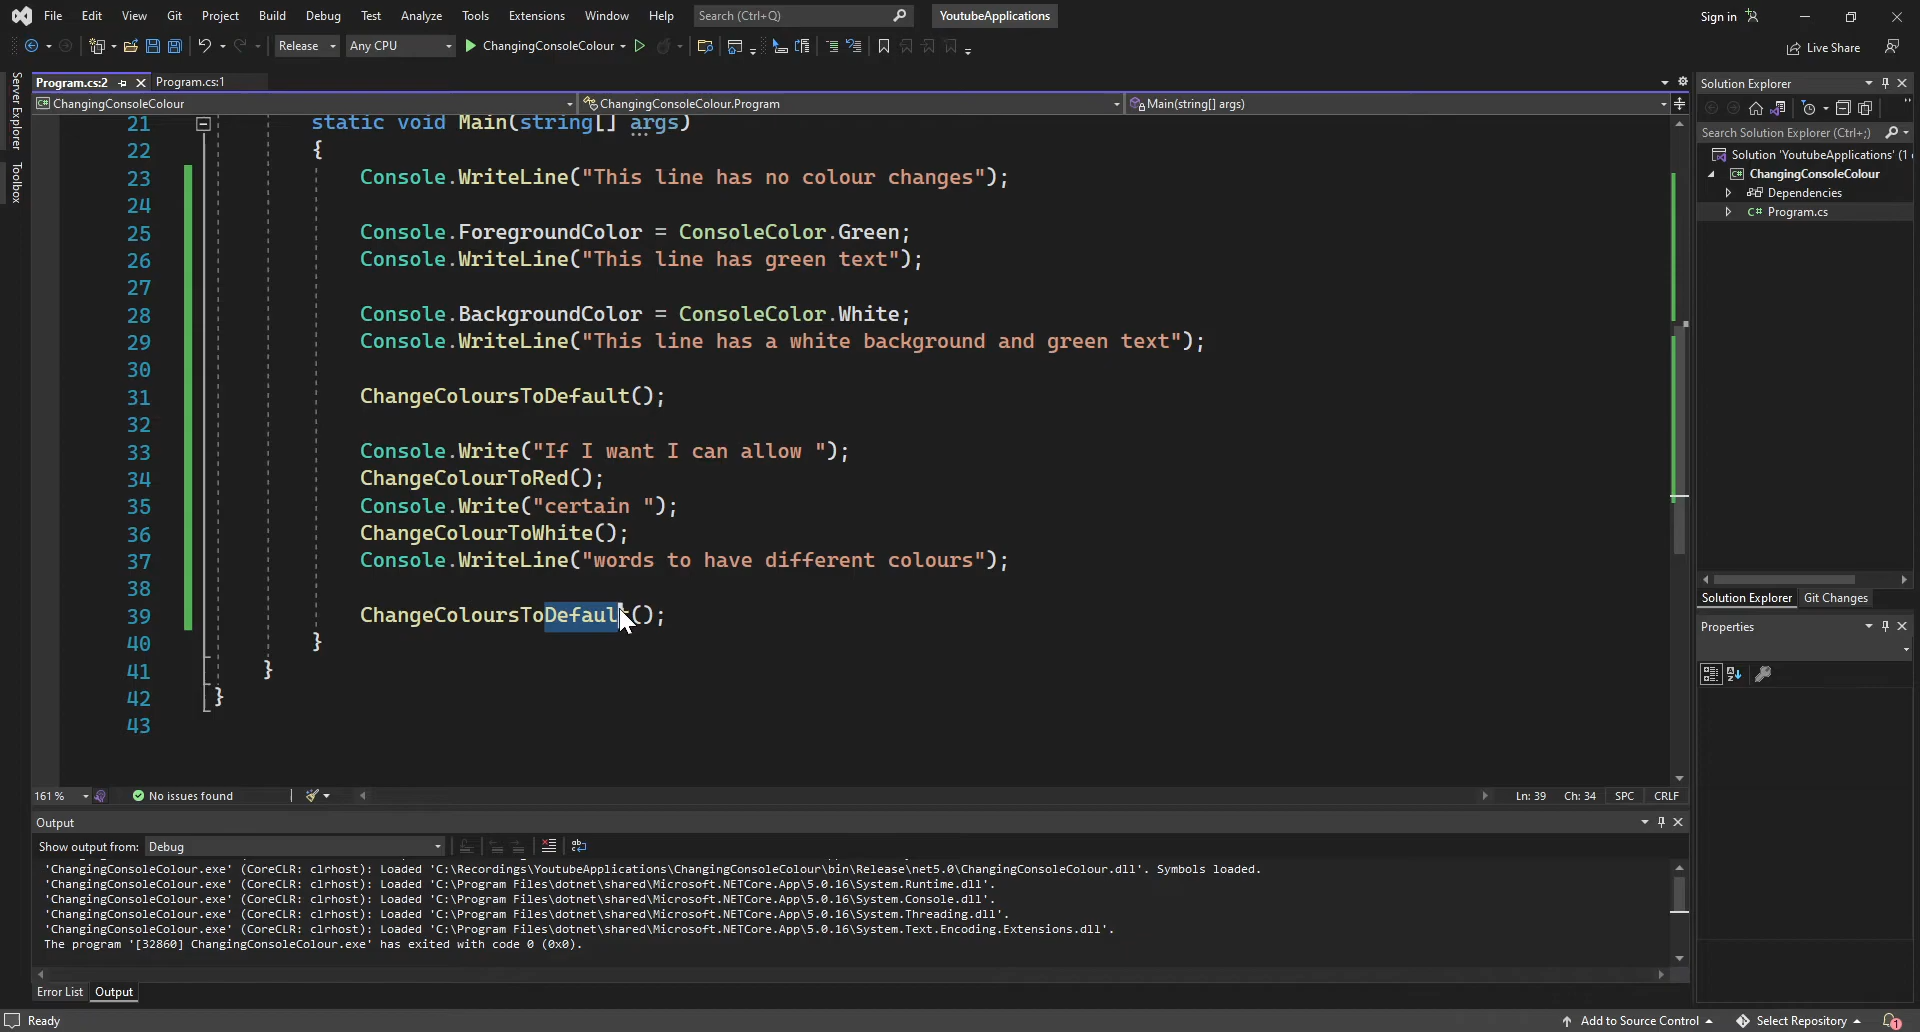 File Edit View Git Project Build Debug Test Analyze Tools Extensions Window Help Search (Ctrl+Q) YoutubeApplications Sign in
Release Any CPU ChangingConsoleColour Live Share
Server Explorer
Toolbox
Program.cs:2 Program.cs:1
ChangingConsoleColour ChangingConsoleColour.Program Main(string[] args)
21 static void Main(string[] args)
22 {
23 Console.WriteLine("This line has no colour changes");
24
25 Console.ForegroundColor = ConsoleColor.Green;
26 Console.WriteLine("This line has green text");
27
28 Console.BackgroundColor = ConsoleColor.White;
29 Console.WriteLine("This line has a white background and green text");
30
31 ChangeColoursToDefault();
32
33 Console.Write("If I want I can allow ");
34 ChangeColourToRed();
35 Console.Write("certain ");
36 ChangeColourToWhite();
37 Console.WriteLine("words to have different colours");
38
39 ChangeColoursToDefault();
40 }
41 }
42 }
43
161 % No issues found Ln: 39 Ch: 34 SPC CRLF
Output
Show output from: Debug
'ChangingConsoleColour.exe' (CoreCLR: clrhost): Loaded 'C:\Recordings\YoutubeApplications\ChangingConsoleColour\bin\Release\net5.0\ChangingConsoleColour.dll'. Symbols loaded.
'ChangingConsoleColour.exe' (CoreCLR: clrhost): Loaded 'C:\Program Files\dotnet\shared\Microsoft.NETCore.App\5.0.16\System.Runtime.dll'.
'ChangingConsoleColour.exe' (CoreCLR: clrhost): Loaded 'C:\Program Files\dotnet\shared\Microsoft.NETCore.App\5.0.16\System.Console.dll'.
'ChangingConsoleColour.exe' (CoreCLR: clrhost): Loaded 'C:\Program Files\dotnet\shared\Microsoft.NETCore.App\5.0.16\System.Threading.dll'.
'ChangingConsoleColour.exe' (CoreCLR: clrhost): Loaded 'C:\Program Files\dotnet\shared\Microsoft.NETCore.App\5.0.16\System.Text.Encoding.Extensions.dll'.
The program '[32860] ChangingConsoleColour.exe' has exited with code 0 (0x0).
Error List Output
Solution Explorer
Search Solution Explorer (Ctrl+;)
Solution 'YoutubeApplications' (1
C# ChangingConsoleColour
Dependencies
C# Program.cs
Solution Explorer Git Changes
Properties
Ready Add to Source Control Select Repository 1